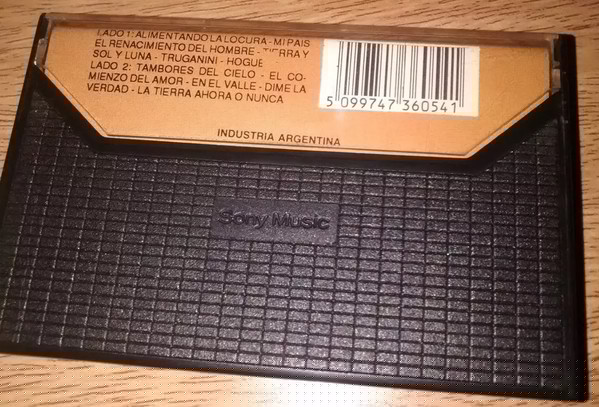 LADO 1: ALIMENTANDO LA LOCURA - MI PAIS
EL RENACIMIENTO DEL HOMBRE - TIERRA Y
SOL Y LUNA - TRUGANINI - HOGUE
LADO 2: TAMBORES DEL CIELO - EL CO-
MIENZO DEL AMOR - EN EL VALLE - DIME LA
VERDAD - LA TIERRA AHORA O NUNCA
5 099747 360541
INDUSTRIA ARGENTINA
Sony Music